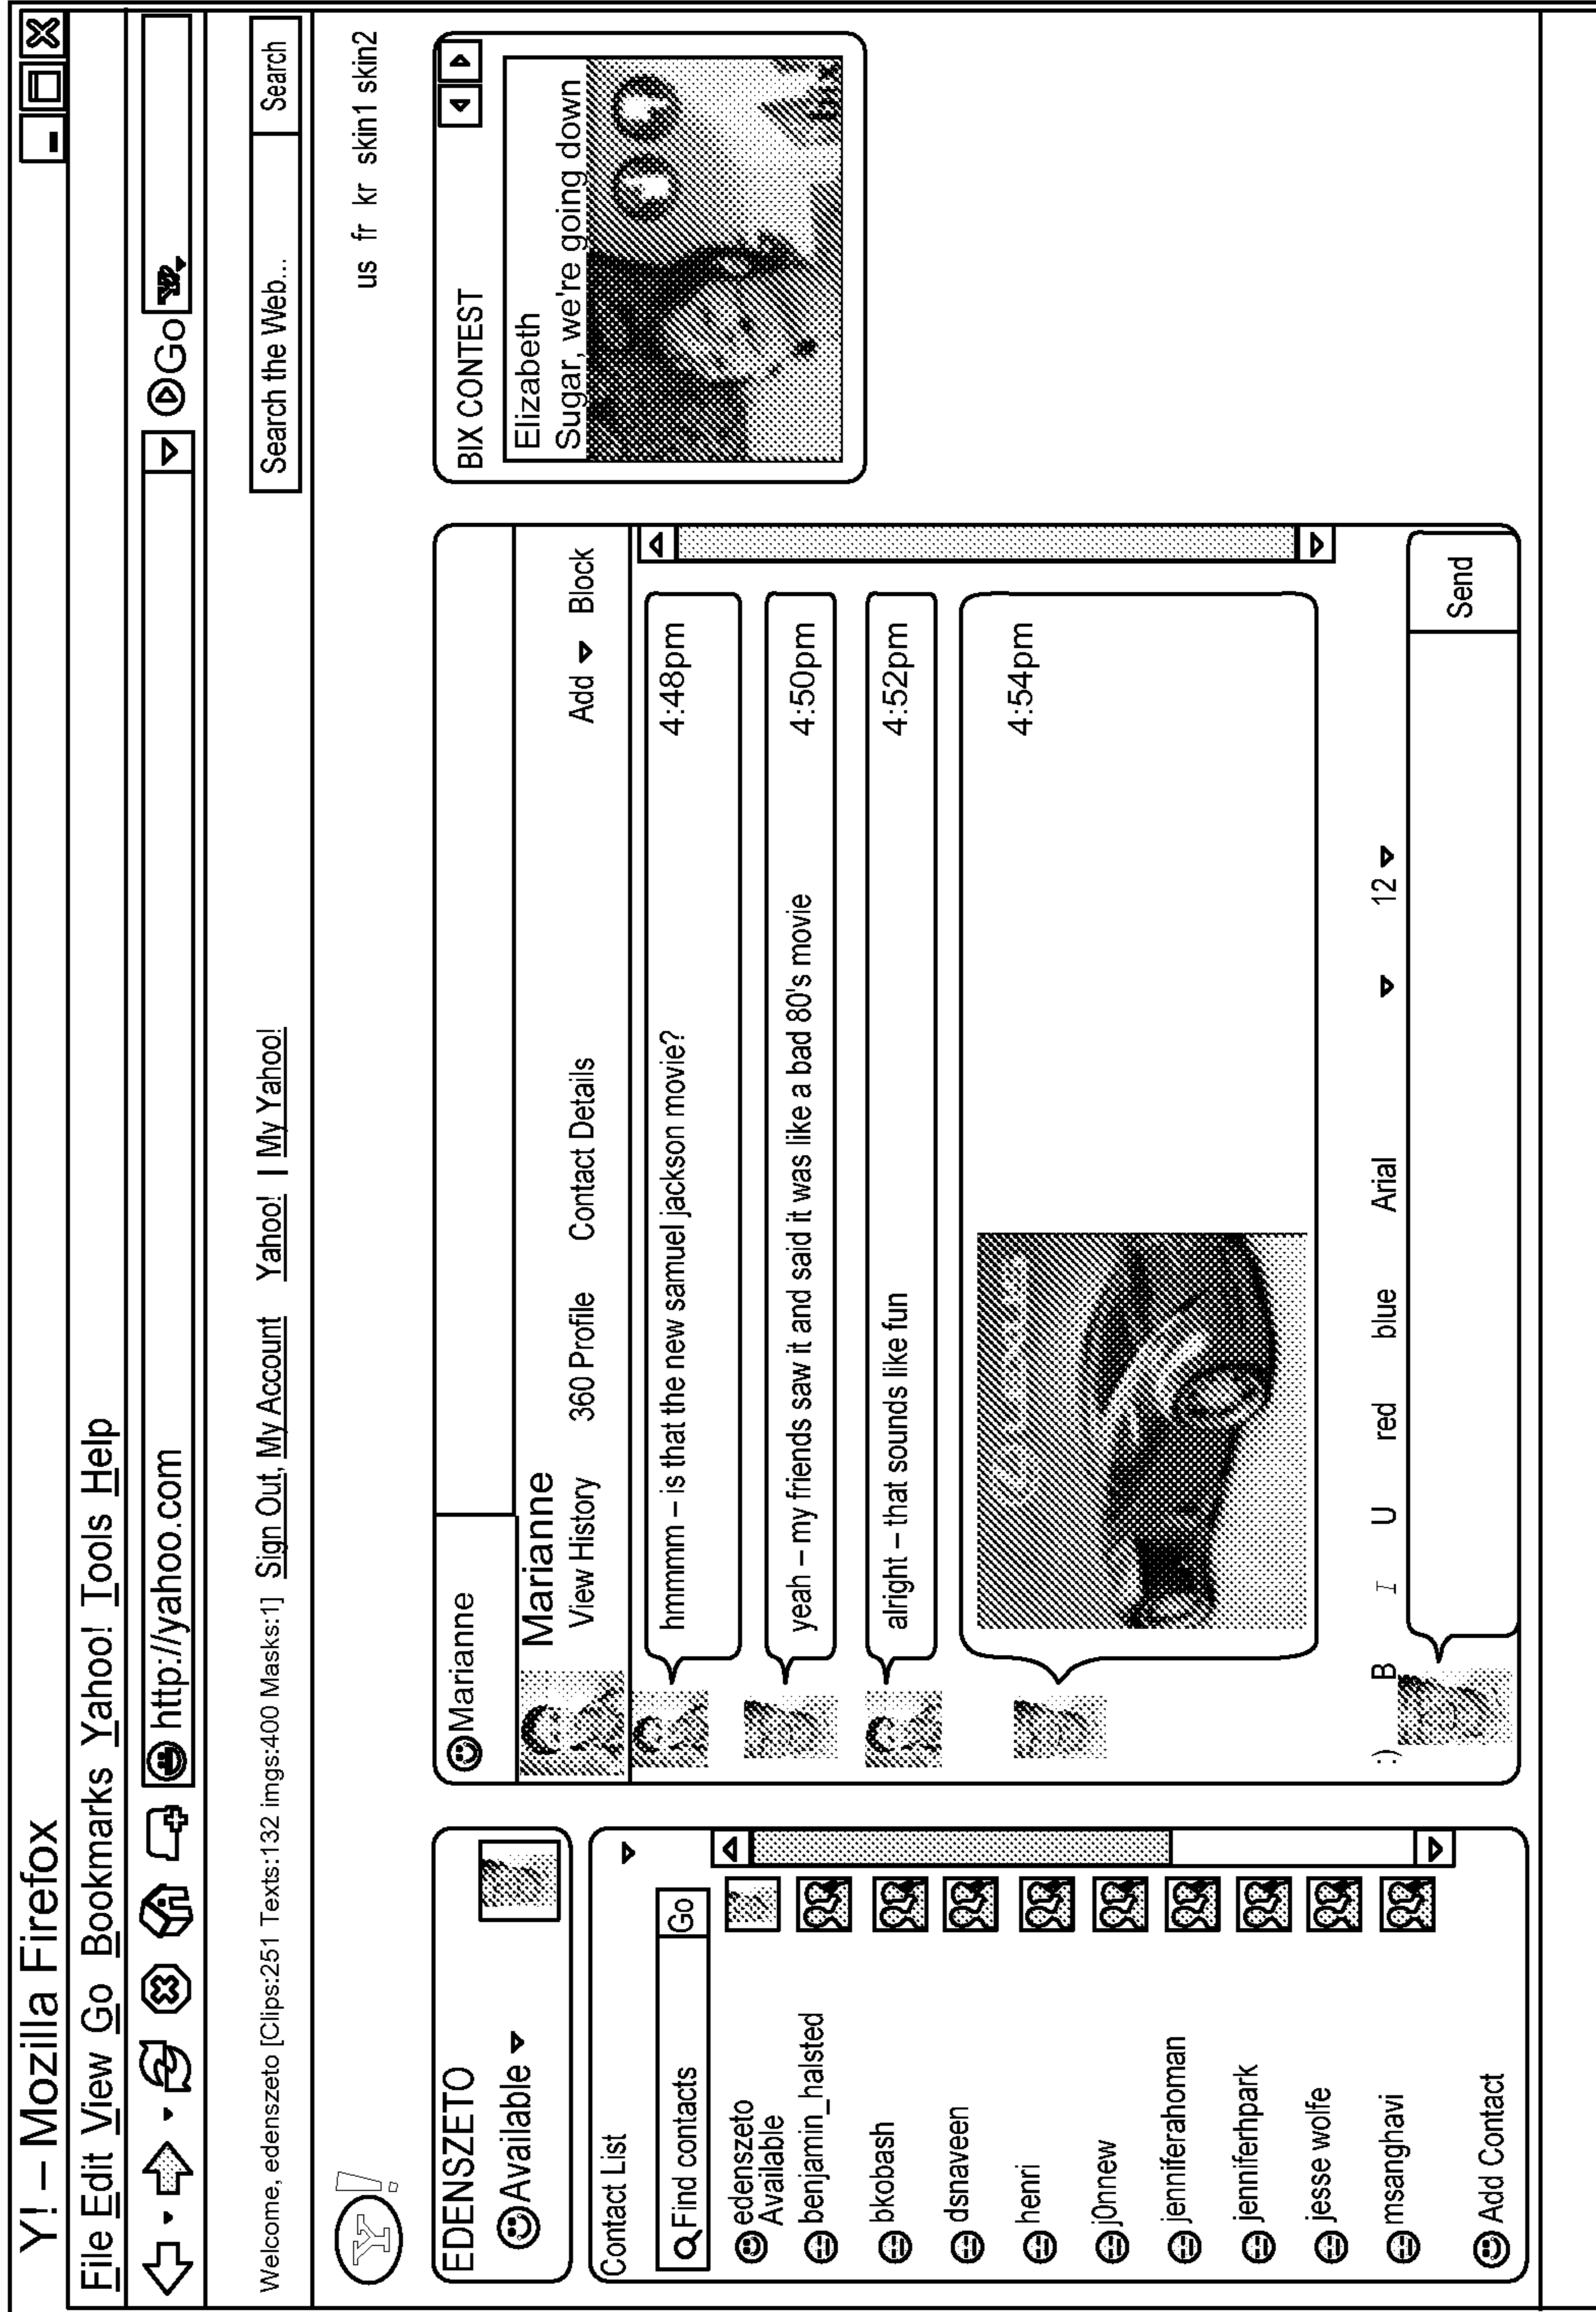 Y! – Mozilla Firefox
File Edit View Go Bookmarks Yahoo! Tools Help
http://yahoo.com Go
Welcome, edenszeto [Clips:251 Texts:132 imgs:400 Masks:1] Sign Out, My Account Yahoo! | My Yahoo! Search the Web... Search
Y!
us fr kr skin1 skin2
EDENSZETO
Available
Contact List
Find contacts Go
edenszeto
Available
benjamin_halsted
bkobash
dsnaveen
henri
j0nnew
jenniferahoman
jenniferhpark
jesse wolfe
msanghavi
Add Contact
Marianne
Marianne
View History 360 Profile Contact Details Add Block
hmmmm – is that the new samuel jackson movie? 4:48pm
yeah – my friends saw it and said it was like a bad 80's movie 4:50pm
alright – that sounds like fun 4:52pm
4:54pm
:) B I U red blue Arial 12
Send
BIX CONTEST
Elizabeth
Sugar, we're going down